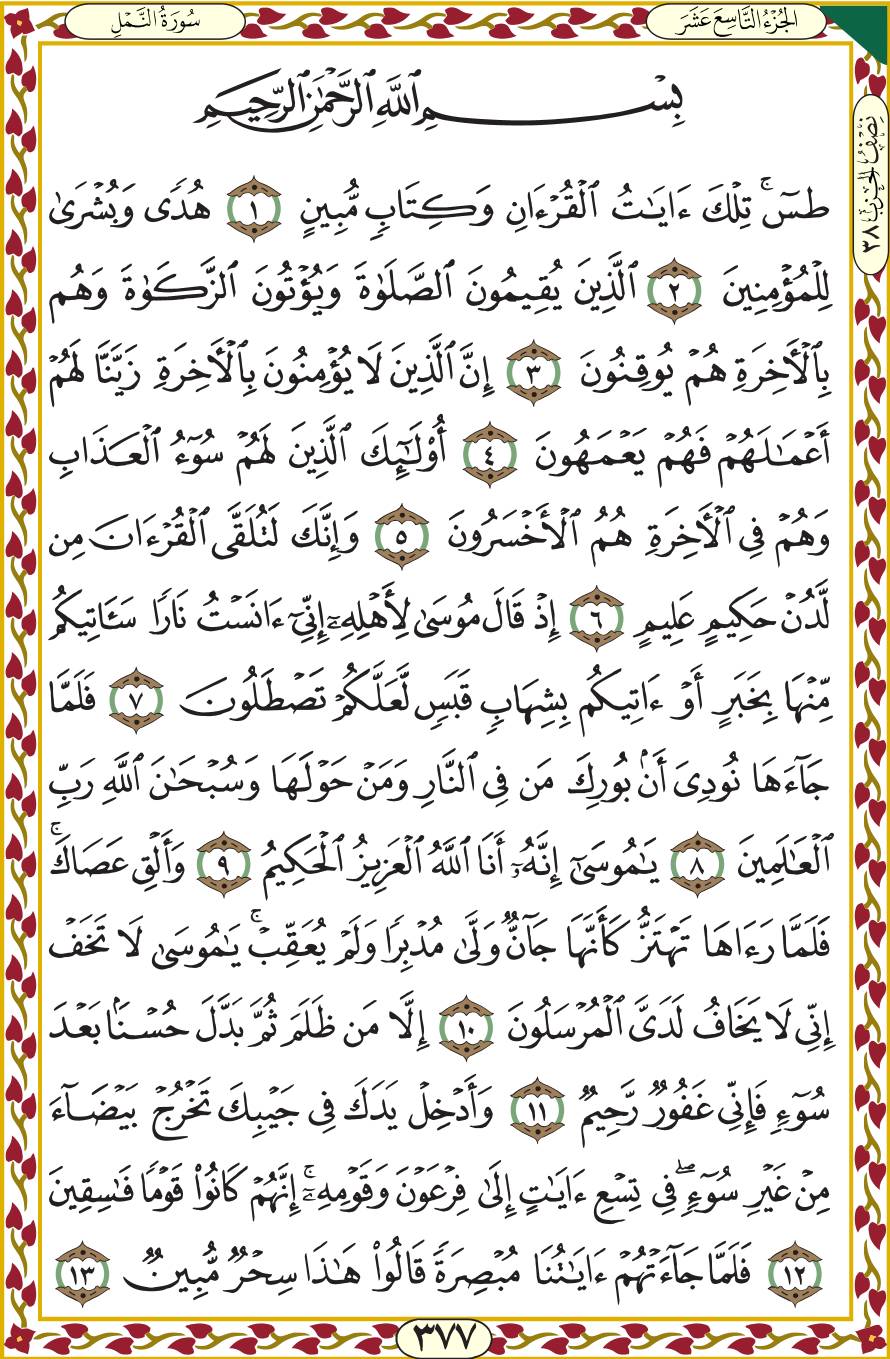 الجُزْءُ التَّاسِعَ عَشَرَ
سُورَةُ النَّمْلِ
نِصْفُ الحِزْبِ ٣٨
بِسْمِ ٱللَّهِ ٱلرَّحْمَٰنِ ٱلرَّحِيمِ
طسٓۚ تِلْكَ ءَايَٰتُ ٱلْقُرْءَانِ وَكِتَابٍ مُّبِينٍ ١ هُدًى وَبُشْرَىٰ
لِلْمُؤْمِنِينَ ٢ ٱلَّذِينَ يُقِيمُونَ ٱلصَّلَوٰةَ وَيُؤْتُونَ ٱلزَّكَوٰةَ وَهُم
بِٱلْأَخِرَةِ هُمْ يُوقِنُونَ ٣ إِنَّ ٱلَّذِينَ لَا يُؤْمِنُونَ بِٱلْأَخِرَةِ زَيَّنَّا لَهُمْ
أَعْمَٰلَهُمْ فَهُمْ يَعْمَهُونَ ٤ أُو۟لَٰٓئِكَ ٱلَّذِينَ لَهُمْ سُوٓءُ ٱلْعَذَابِ
وَهُمْ فِى ٱلْأَخِرَةِ هُمُ ٱلْأَخْسَرُونَ ٥ وَإِنَّكَ لَتُلَقَّى ٱلْقُرْءَانَ مِن
لَّدُنْ حَكِيمٍ عَلِيمٍ ٦ إِذْ قَالَ مُوسَىٰ لِأَهْلِهِۦٓ إِنِّىٓ ءَانَسْتُ نَارًا سَـَٔاتِيكُم
مِّنْهَا بِخَبَرٍ أَوْ ءَاتِيكُم بِشِهَابٍ قَبَسٍ لَّعَلَّكُمْ تَصْطَلُونَ ٧ فَلَمَّا
جَآءَهَا نُودِىَ أَنۢ بُورِكَ مَن فِى ٱلنَّارِ وَمَنْ حَوْلَهَا وَسُبْحَٰنَ ٱللَّهِ رَبِّ
ٱلْعَٰلَمِينَ ٨ يَٰمُوسَىٰٓ إِنَّهُۥٓ أَنَا ٱللَّهُ ٱلْعَزِيزُ ٱلْحَكِيمُ ٩ وَأَلْقِ عَصَاكَۚ
فَلَمَّا رَءَاهَا تَهْتَزُّ كَأَنَّهَا جَآنٌّ وَلَّىٰ مُدْبِرًا وَلَمْ يُعَقِّبْۚ يَٰمُوسَىٰ لَا تَخَفْ
إِنِّى لَا يَخَافُ لَدَىَّ ٱلْمُرْسَلُونَ ١٠ إِلَّا مَن ظَلَمَ ثُمَّ بَدَّلَ حُسْنًۢا بَعْدَ
سُوٓءٍ فَإِنِّى غَفُورٌ رَّحِيمٌ ١١ وَأَدْخِلْ يَدَكَ فِى جَيْبِكَ تَخْرُجْ بَيْضَآءَ
مِنْ غَيْرِ سُوٓءٍۖ فِى تِسْعِ ءَايَٰتٍ إِلَىٰ فِرْعَوْنَ وَقَوْمِهِۦٓۚ إِنَّهُمْ كَانُوا۟ قَوْمًا فَٰسِقِينَ
١٢ فَلَمَّا جَآءَتْهُمْ ءَايَٰتُنَا مُبْصِرَةً قَالُوا۟ هَٰذَا سِحْرٌ مُّبِينٌ ١٣
٣٧٧